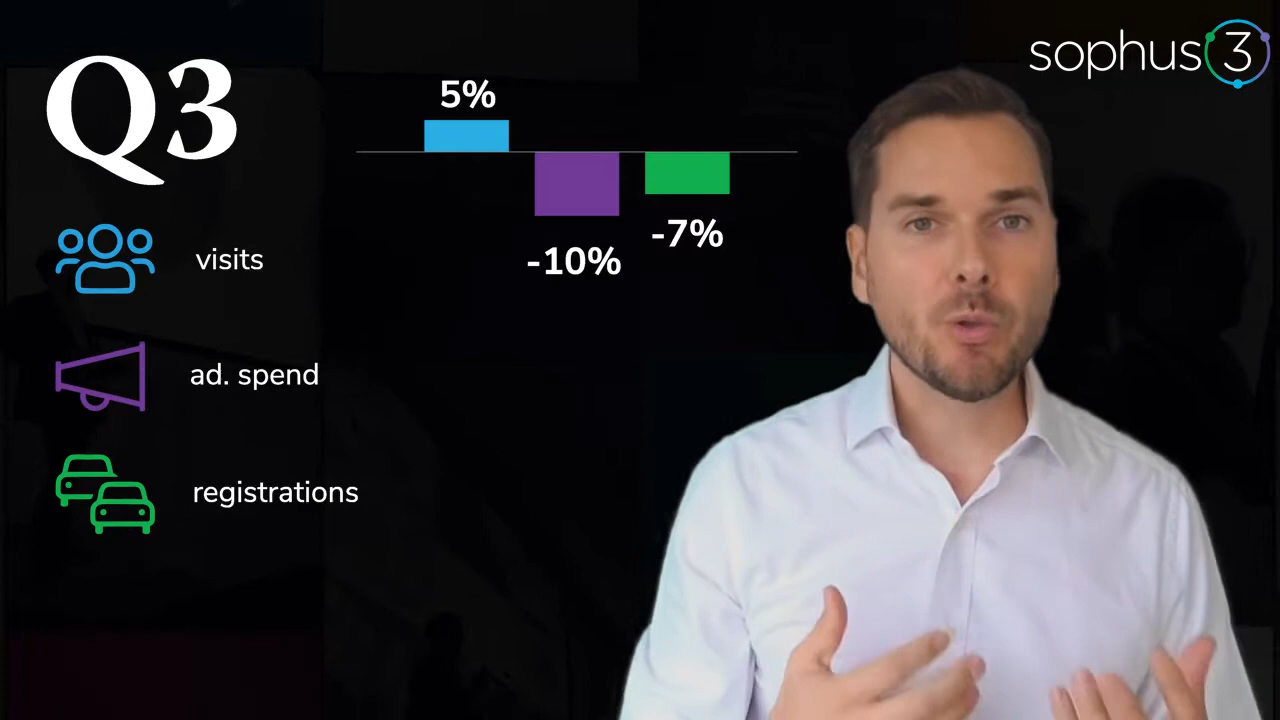 Q3
5%
-10%
-7%
visits
ad. spend
registrations
sophus3